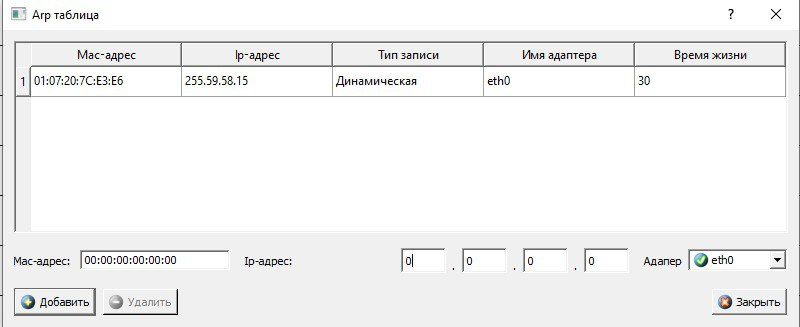 Arp таблица
Mac-адрес Ip-адрес Тип записи Имя адаптера Время жизни
1 01:07:20:7C:E3:E6 255.59.58.15 Динамическая eth0 30
Mac-адрес: 00:00:00:00:00:00 Ip-адрес: 0 . 0 . 0 . 0 Адапер eth0
Добавить Удалить Закрыть